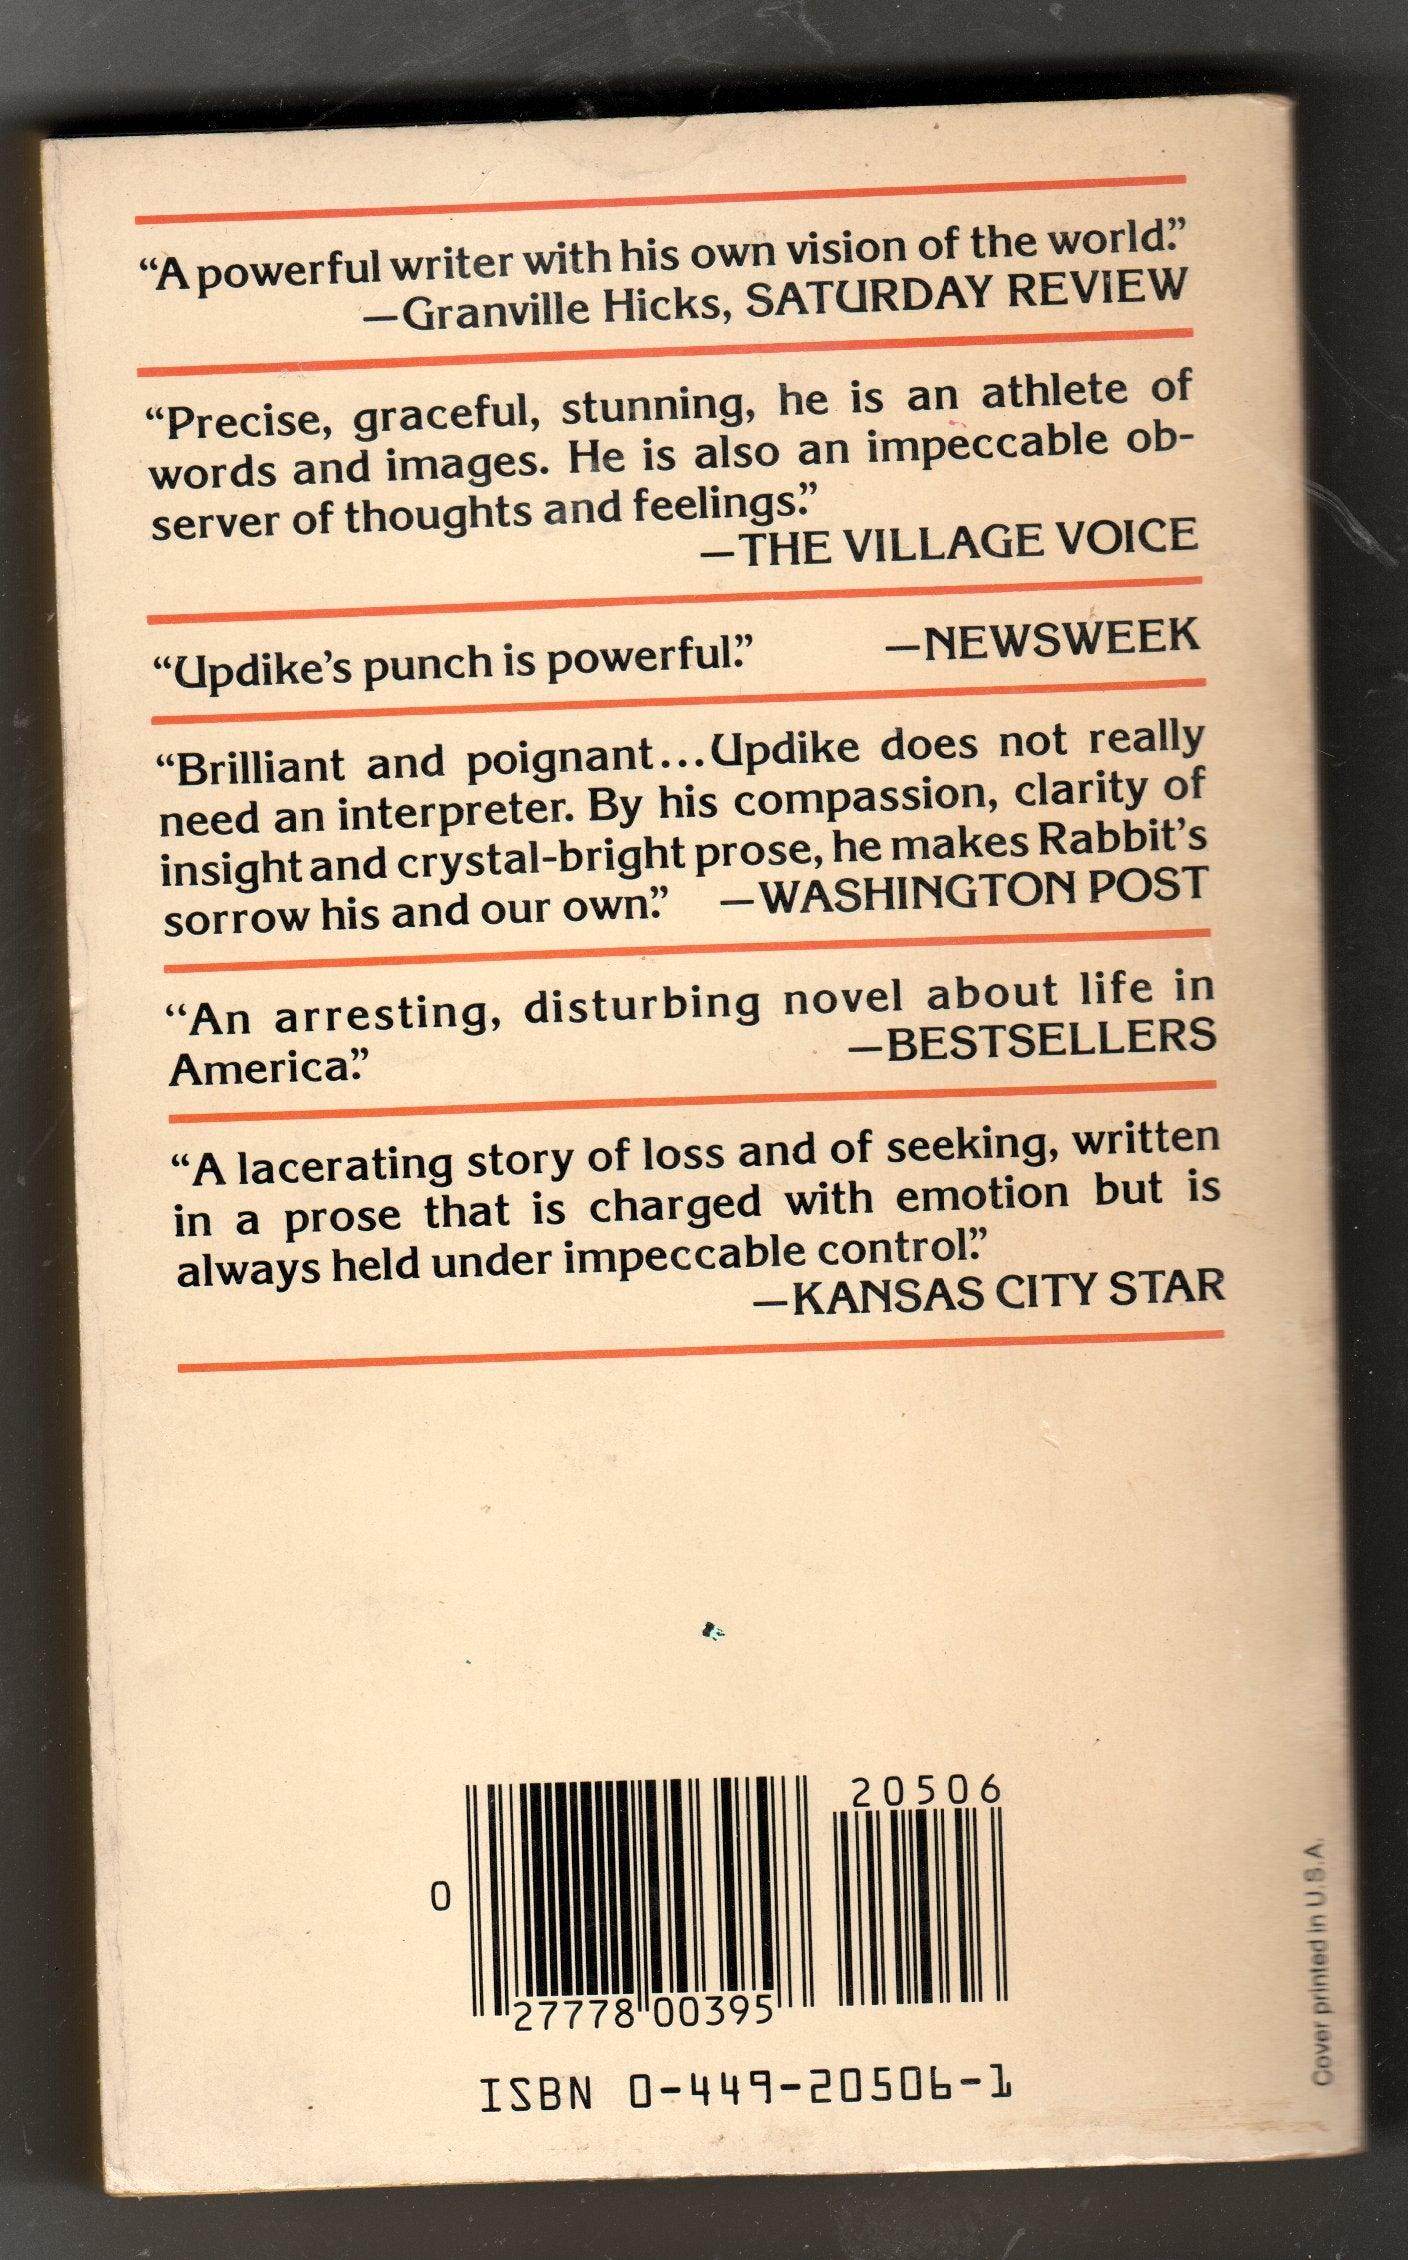 “A powerful writer with his own vision of the world.”
—Granville Hicks, SATURDAY REVIEW
“Precise, graceful, stunning, he is an athlete of
words and images. He is also an impeccable ob-
server of thoughts and feelings.”
—THE VILLAGE VOICE
“Updike’s punch is powerful.” —NEWSWEEK
“Brilliant and poignant...Updike does not really
need an interpreter. By his compassion, clarity of
insight and crystal-bright prose, he makes Rabbit’s
sorrow his and our own.” —WASHINGTON POST
“An arresting, disturbing novel about life in
America.” —BESTSELLERS
“A lacerating story of loss and of seeking, written
in a prose that is charged with emotion but is
always held under impeccable control.”
—KANSAS CITY STAR
20506
0 27778 00395
ISBN 0-449-20506-1
Cover printed in U.S.A.